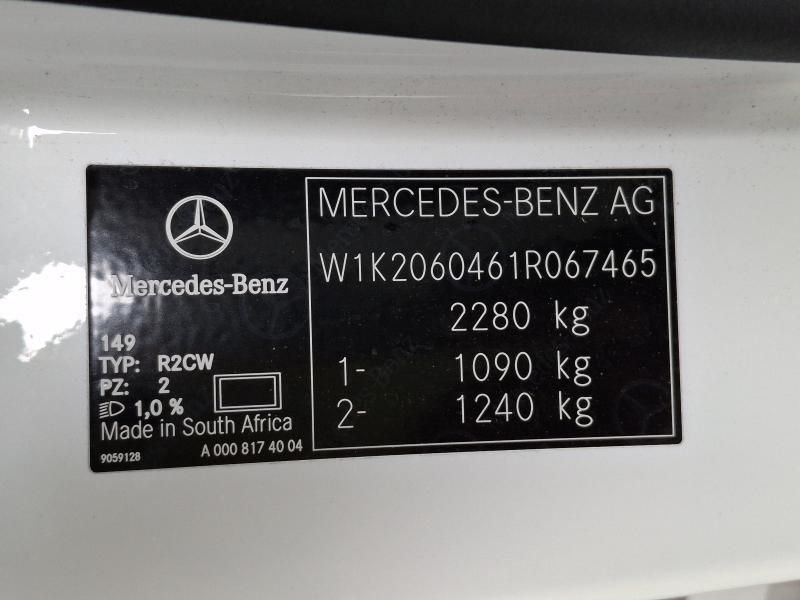 Mercedes-Benz
149
TYP: R2CW
PZ: 2
1,0 %
Made in South Africa
9059128 A 000 817 40 04
MERCEDES-BENZ AG
W1K2060461R067465
2280 kg
1- 1090 kg
2- 1240 kg